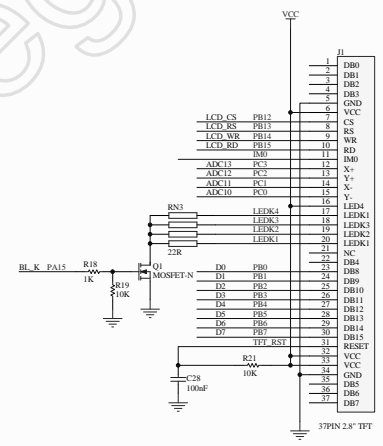 VCC
J1
1 DB0
2 DB1
3 DB2
4 DB3
5 GND
6 VCC
LCD_CS PB12 7 CS
LCD_RS PB13 8 RS
LCD_WR PB14 9 WR
LCD_RD PB15 10 RD
IM0 11 IM0
ADC13 PC3 12 X+
ADC12 PC2 13 Y+
ADC11 PC1 14 X-
ADC10 PC0 15 Y-
16 LED4
RN3 LEDK4 17 LEDK1
LEDK3 18 LEDK3
LEDK2 19 LEDK2
LEDK1 20 LEDK1
22R
21 NC
22 DB4
BL_K PA15 R18 1K
R19 10K
Q1 MOSFET-N
D0 PB0 23 DB8
D1 PB1 24 DB9
D2 PB2 25 DB10
D3 PB3 26 DB11
D4 PB4 27 DB12
D5 PB5 28 DB13
D6 PB6 29 DB14
D7 PB7 30 DB15
TFT_RST 31 RESET
32 VCC
R21 33 VCC
10K
34 GND
C28
100nF
35 DB5
36 DB6
37 DB7
37PIN 2.8" TFT